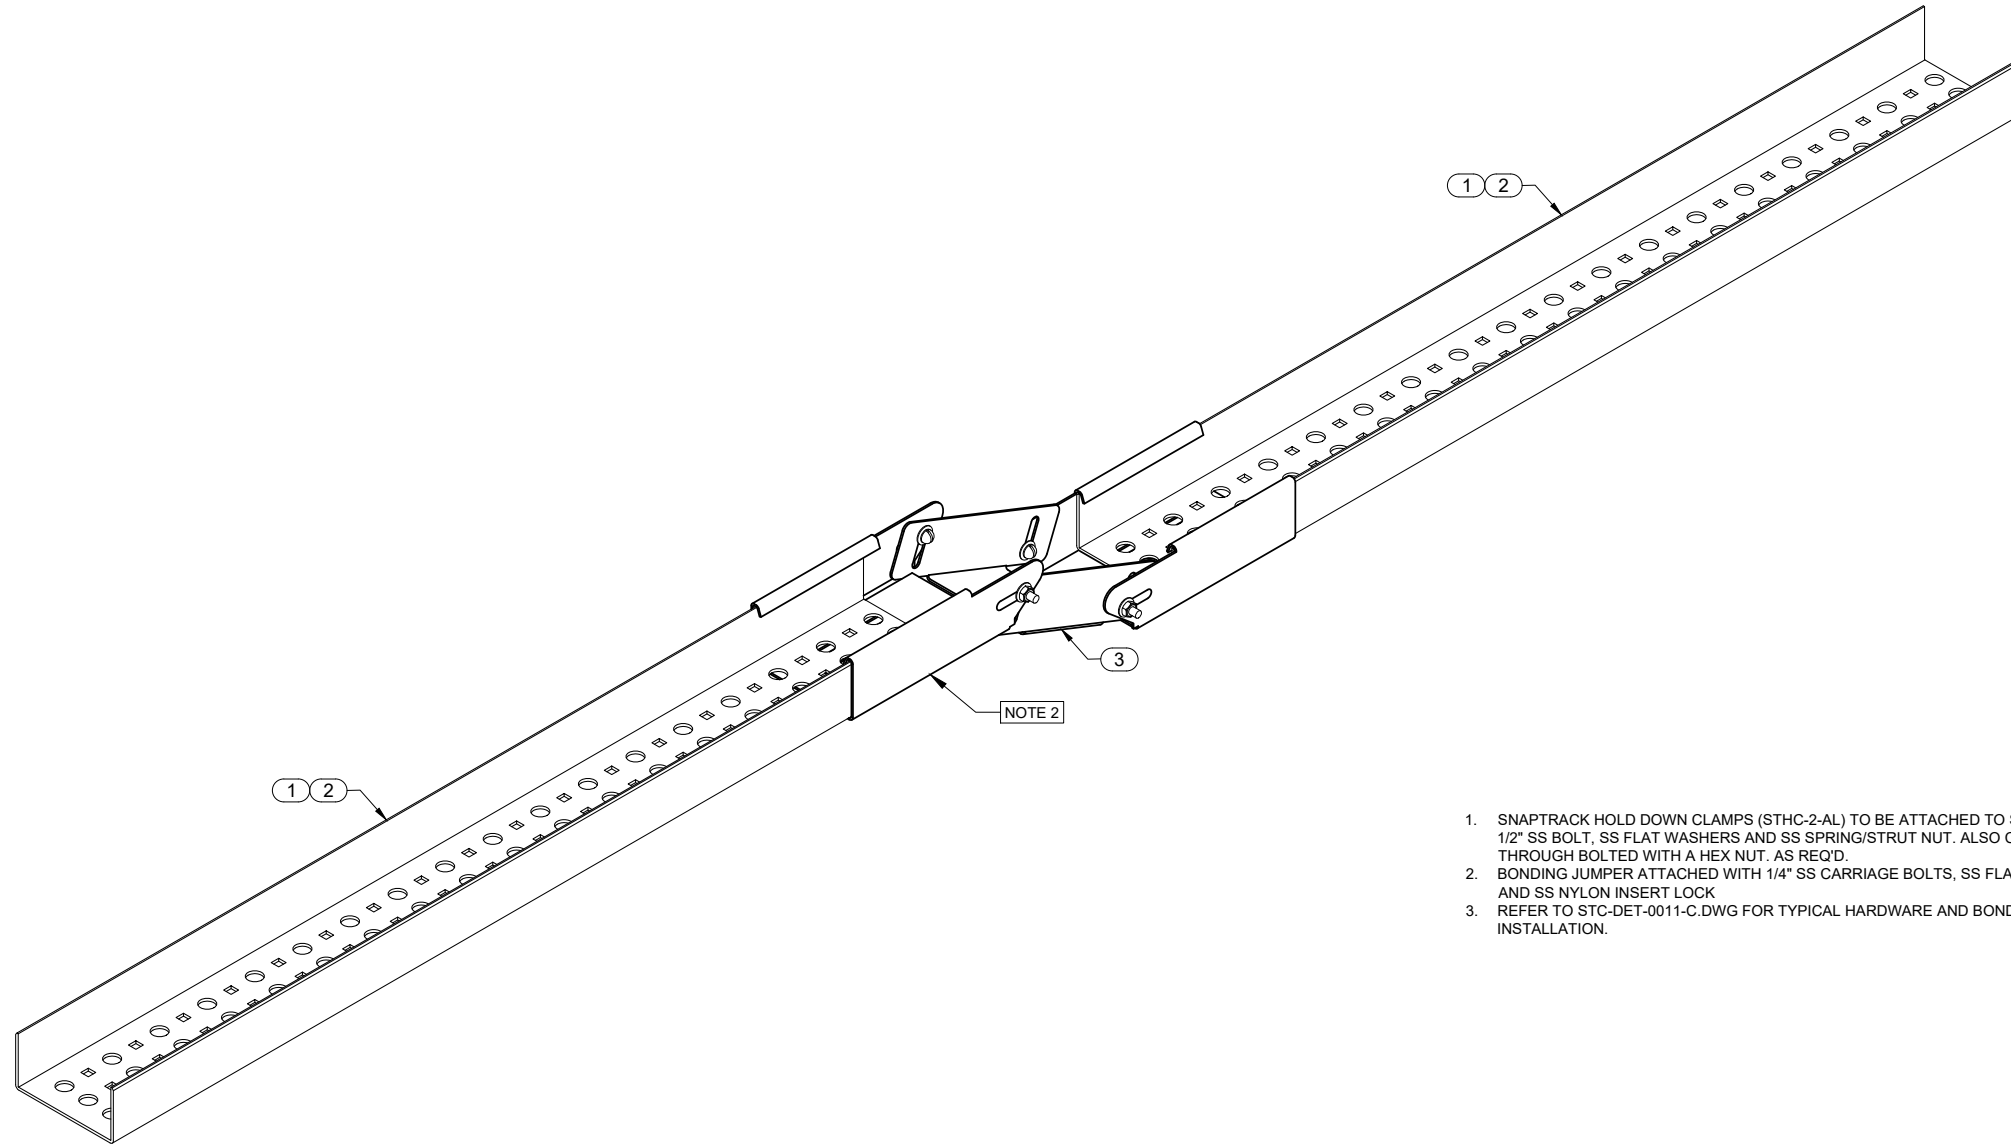 1 2
3
NOTE 2
1 2
1. SNAPTRACK HOLD DOWN CLAMPS (STHC-2-AL) TO BE ATTACHED TO
1/2" SS BOLT, SS FLAT WASHERS AND SS SPRING/STRUT NUT. ALSO
THROUGH BOLTED WITH A HEX NUT. AS REQ'D.
2. BONDING JUMPER ATTACHED WITH 1/4" SS CARRIAGE BOLTS, SS
AND SS NYLON INSERT LOCK
3. REFER TO STC-DET-0011-C.DWG FOR TYPICAL HARDWARE AND
INSTALLATION.